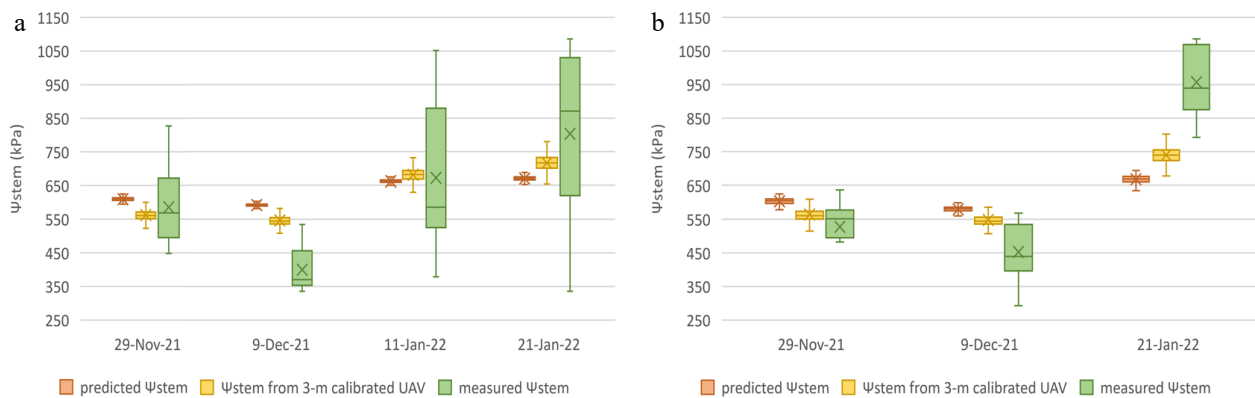 a
Ψstem (kPa)
1150
1050
950
850
750
650
550
450
350
250
29-Nov-21 9-Dec-21 11-Jan-22 21-Jan-22
predicted Ψstem Ψstem from 3-m calibrated UAV measured Ψstem
b
Ψstem (kPa)
1150
1050
950
850
750
650
550
450
350
250
29-Nov-21 9-Dec-21 21-Jan-22
predicted Ψstem Ψstem from 3-m calibrated UAV measured Ψstem